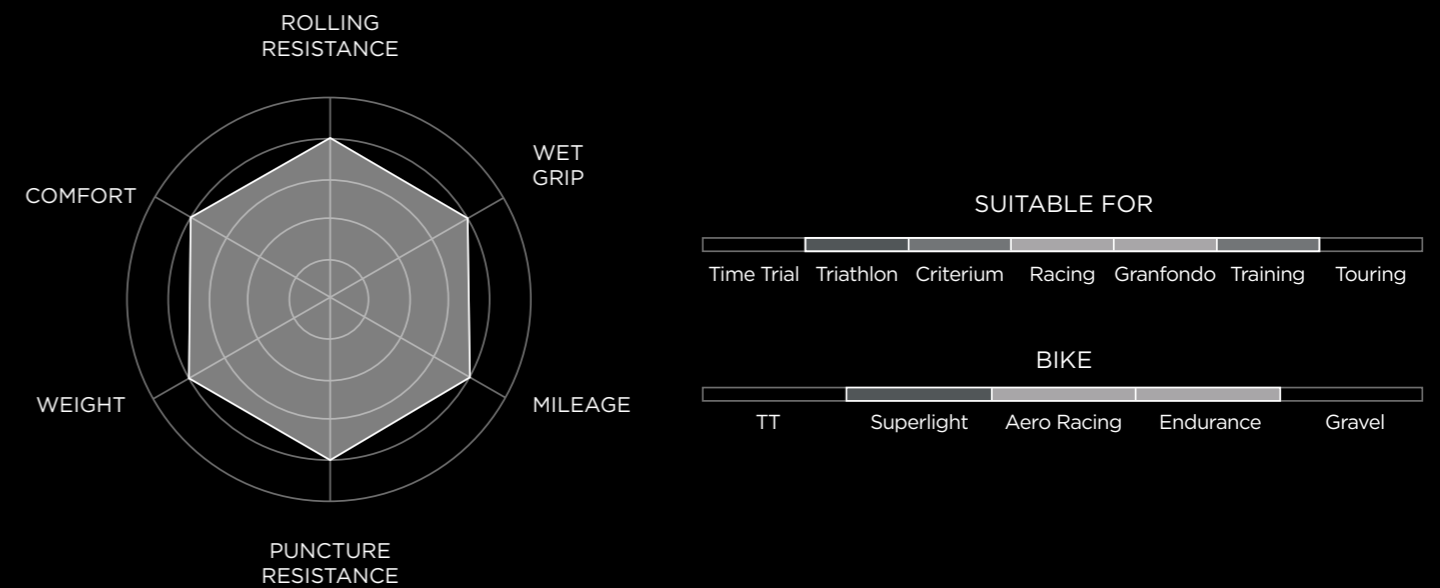 ROLLING
RESISTANCE
WET
GRIP
COMFORT
WEIGHT
MILEAGE
PUNCTURE
RESISTANCE
SUITABLE FOR
Time Trial Triathlon Criterium Racing Granfondo Training Touring
BIKE
TT Superlight Aero Racing Endurance Gravel